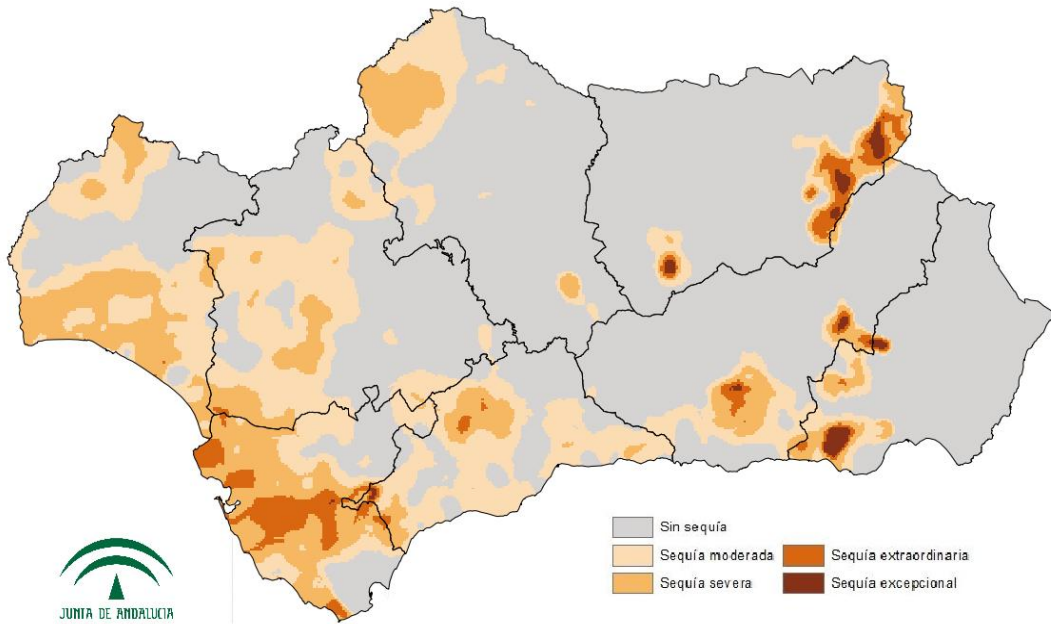 Sin sequía
Sequía moderada
Sequía extraordinaria
Sequía severa
Sequía excepcional
JUNTA DE ANDALUCIA